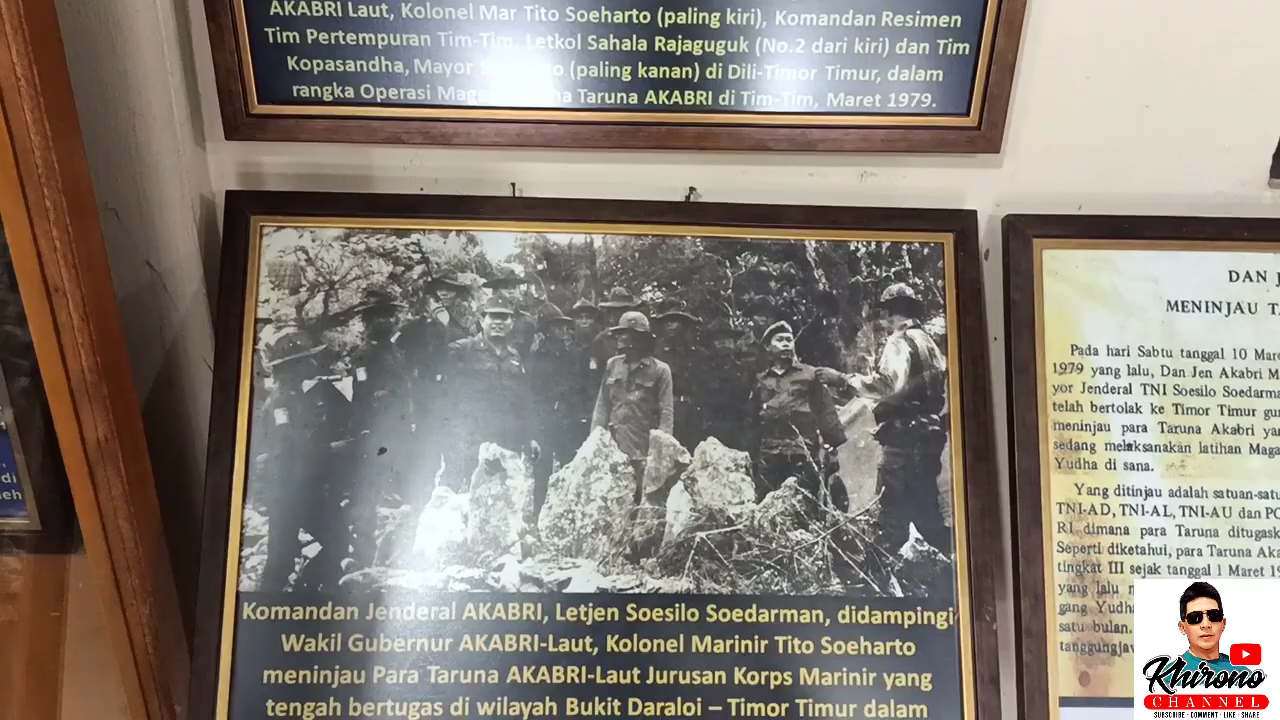 AKABRI Laut, Kolonel Mar Tito Soeharto (paling kiri), Komandan Resimen
Tim Pertempuran Tim-Tim, Letkol Sahala Rajaguguk (No.2 dari kiri) dan Tim
Kopasandha, Mayor (paling kanan) di Dili-Timor Timur, dalam
rangka Operasi Taruna AKABRI di Tim-Tim, Maret 1979.
Komandan Jenderal AKABRI, Letjen Soesilo Soedarman, didampingi
Wakil Gubernur AKABRI-Laut, Kolonel Marinir Tito Soeharto
meninjau Para Taruna AKABRI-Laut Jurusan Korps Marinir yang
tengah bertugas di wilayah Bukit Daraloi – Timor Timur dalam
DAN
MENINJAU
Pada hari Sabtu tanggal 10
1979 yang lalu, Dan Jen Akabri
yor Jenderal TNI Soesilo
telah bertolak ke Timor Timur
meninjau para Taruna Akabri
sedang melaksanakan latihan
Yudha di sana.
Yang ditinjau adalah
TNI-AD, TNI-AL, TNI-AU dan
RI dimana para Taruna
Seperti diketahui, para Taruna
tingkat III sejak tanggal 1 Maret
yang lalu
gang
satu bulan.
di
Khirono
CHANNEL
SUBSCRIBE · COMMENT · LIKE · SHARE